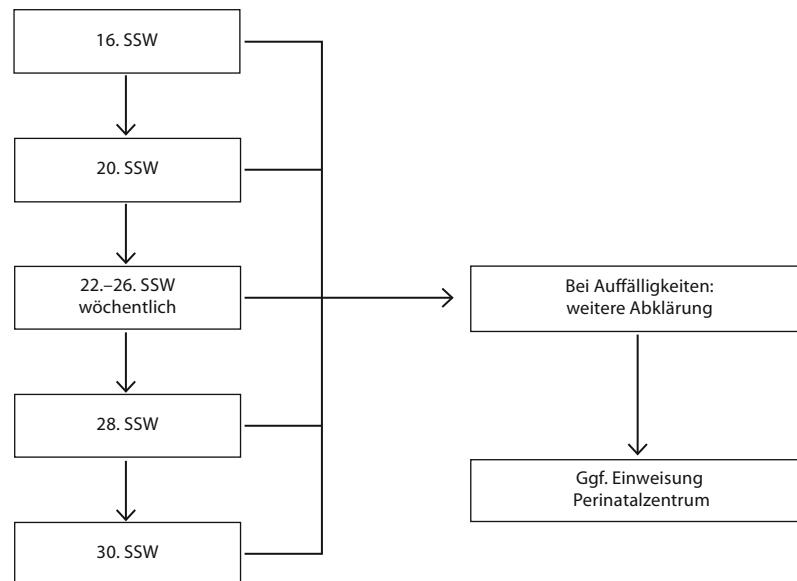 16. SSW
20. SSW
22.–26. SSW
wöchentlich
28. SSW
30. SSW
Bei Auffälligkeiten:
weitere Abklärung
Ggf. Einweisung
Perinatalzentrum